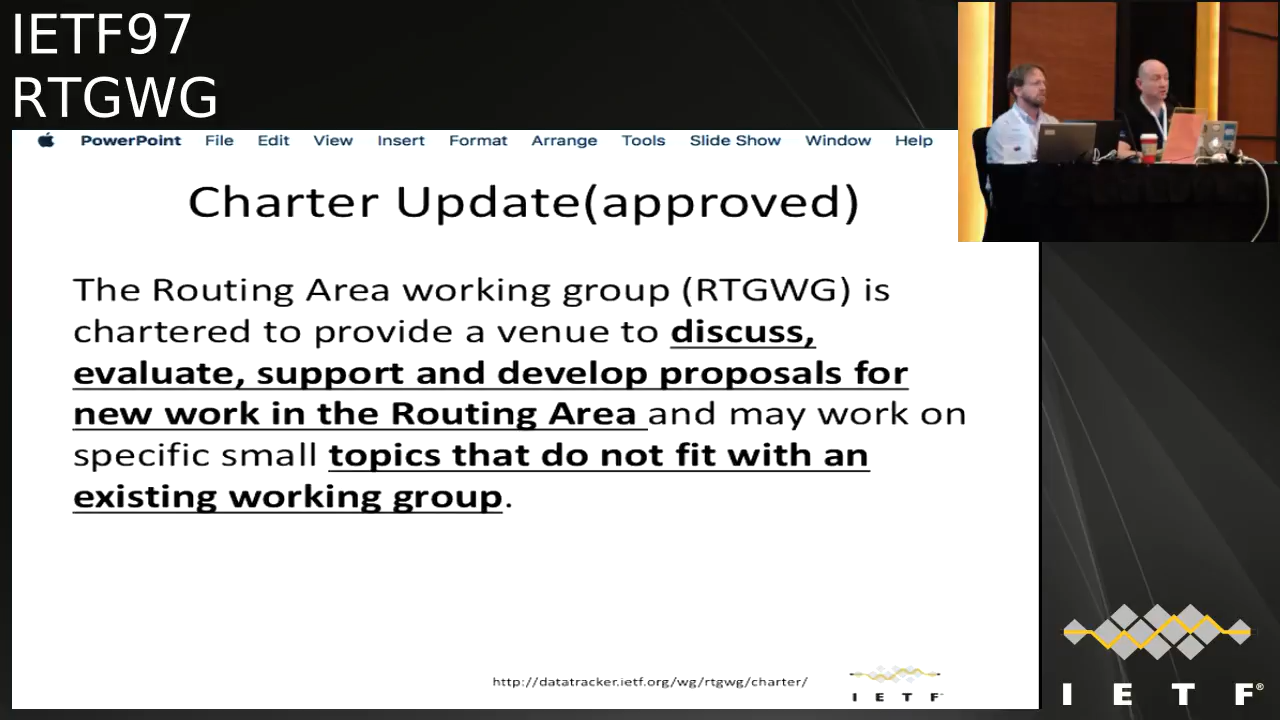 IETF97
RTGWG
PowerPoint File Edit View Insert Format Arrange Tools Slide Show Window Help
Charter Update(approved)
The Routing Area working group (RTGWG) is
chartered to provide a venue to discuss,
evaluate, support and develop proposals for
new work in the Routing Area and may work on
specific small topics that do not fit with an
existing working group.
http://datatracker.ietf.org/wg/rtgwg/charter/
I E T F
I E T F®